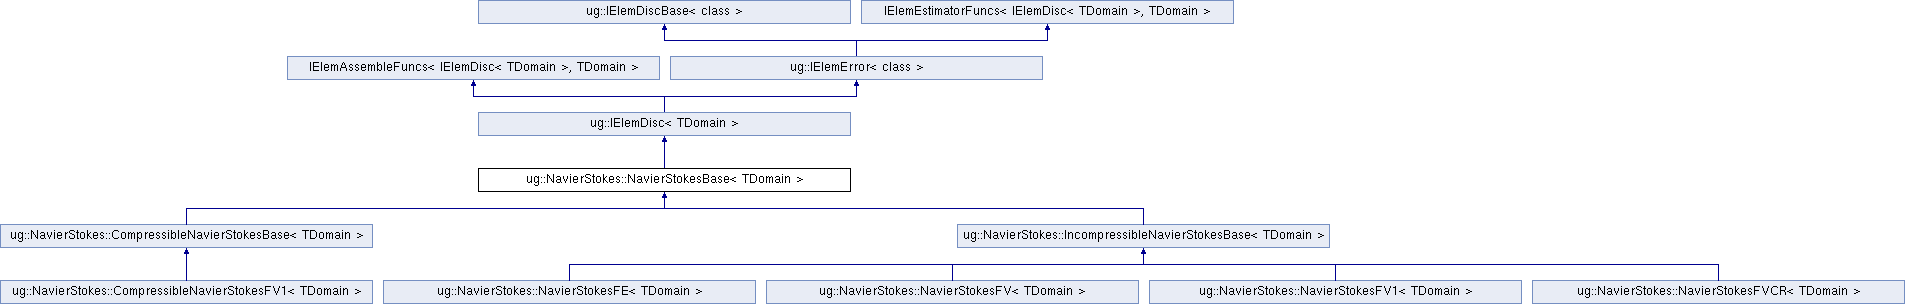 ug::IElemDiscBase< class >
IElemEstimatorFuncs< IElemDisc< TDomain >, TDomain >
IElemAssembleFuncs< IElemDisc< TDomain >, TDomain >
ug::IElemError< class >
ug::IElemDisc< TDomain >
ug::NavierStokes::NavierStokesBase< TDomain >
ug::NavierStokes::CompressibleNavierStokesBase< TDomain >
ug::NavierStokes::IncompressibleNavierStokesBase< TDomain >
ug::NavierStokes::CompressibleNavierStokesFV1< TDomain >
ug::NavierStokes::NavierStokesFE< TDomain >
ug::NavierStokes::NavierStokesFV< TDomain >
ug::NavierStokes::NavierStokesFV1< TDomain >
ug::NavierStokes::NavierStokesFVCR< TDomain >